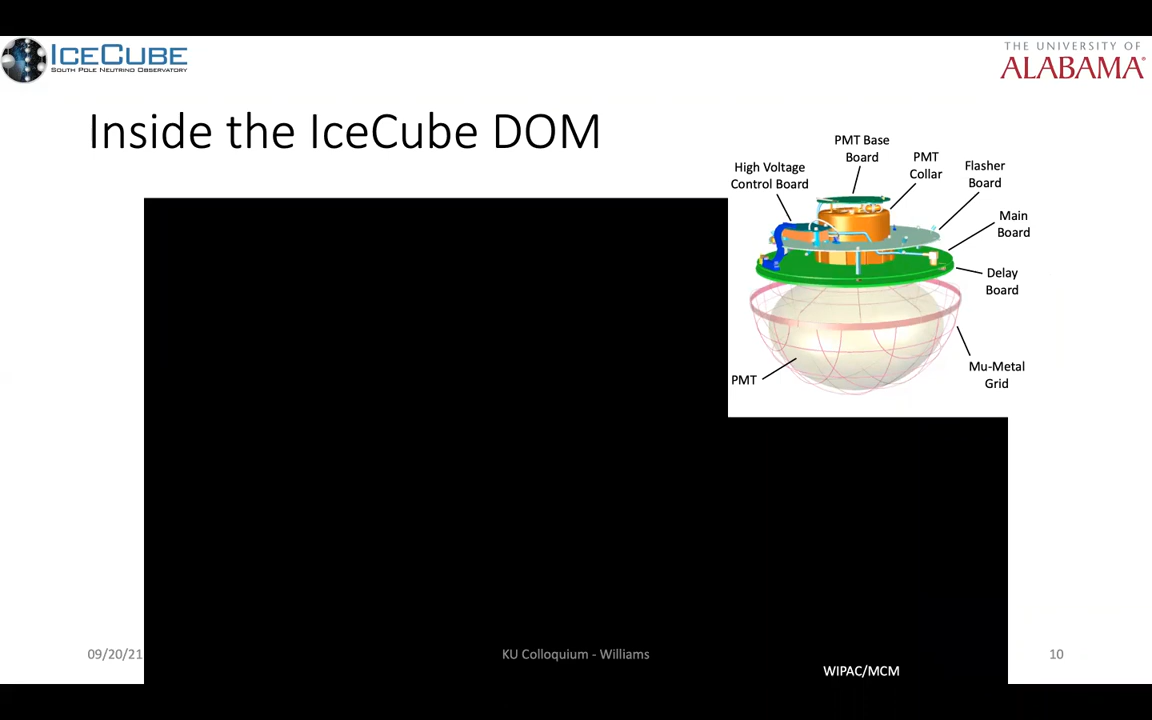 ICECUBE
SOUTH POLE NEUTRINO OBSERVATORY
THE UNIVERSITY OF
ALABAMA®
Inside the IceCube DOM
PMT Base
Board
High Voltage
Control Board
PMT
Collar
Flasher
Board
Main
Board
Delay
Board
Mu-Metal
Grid
PMT
09/20/21
KU Colloquium - Williams
10
WIPAC/MCM